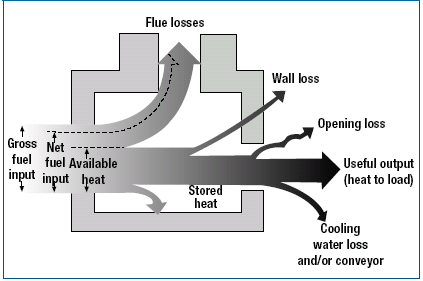 Flue losses
Wall loss
Opening loss
Gross
fuel
input
Net
fuel
input
Available
heat
Stored
heat
Useful output
(heat to load)
Cooling
water loss
and/or conveyor